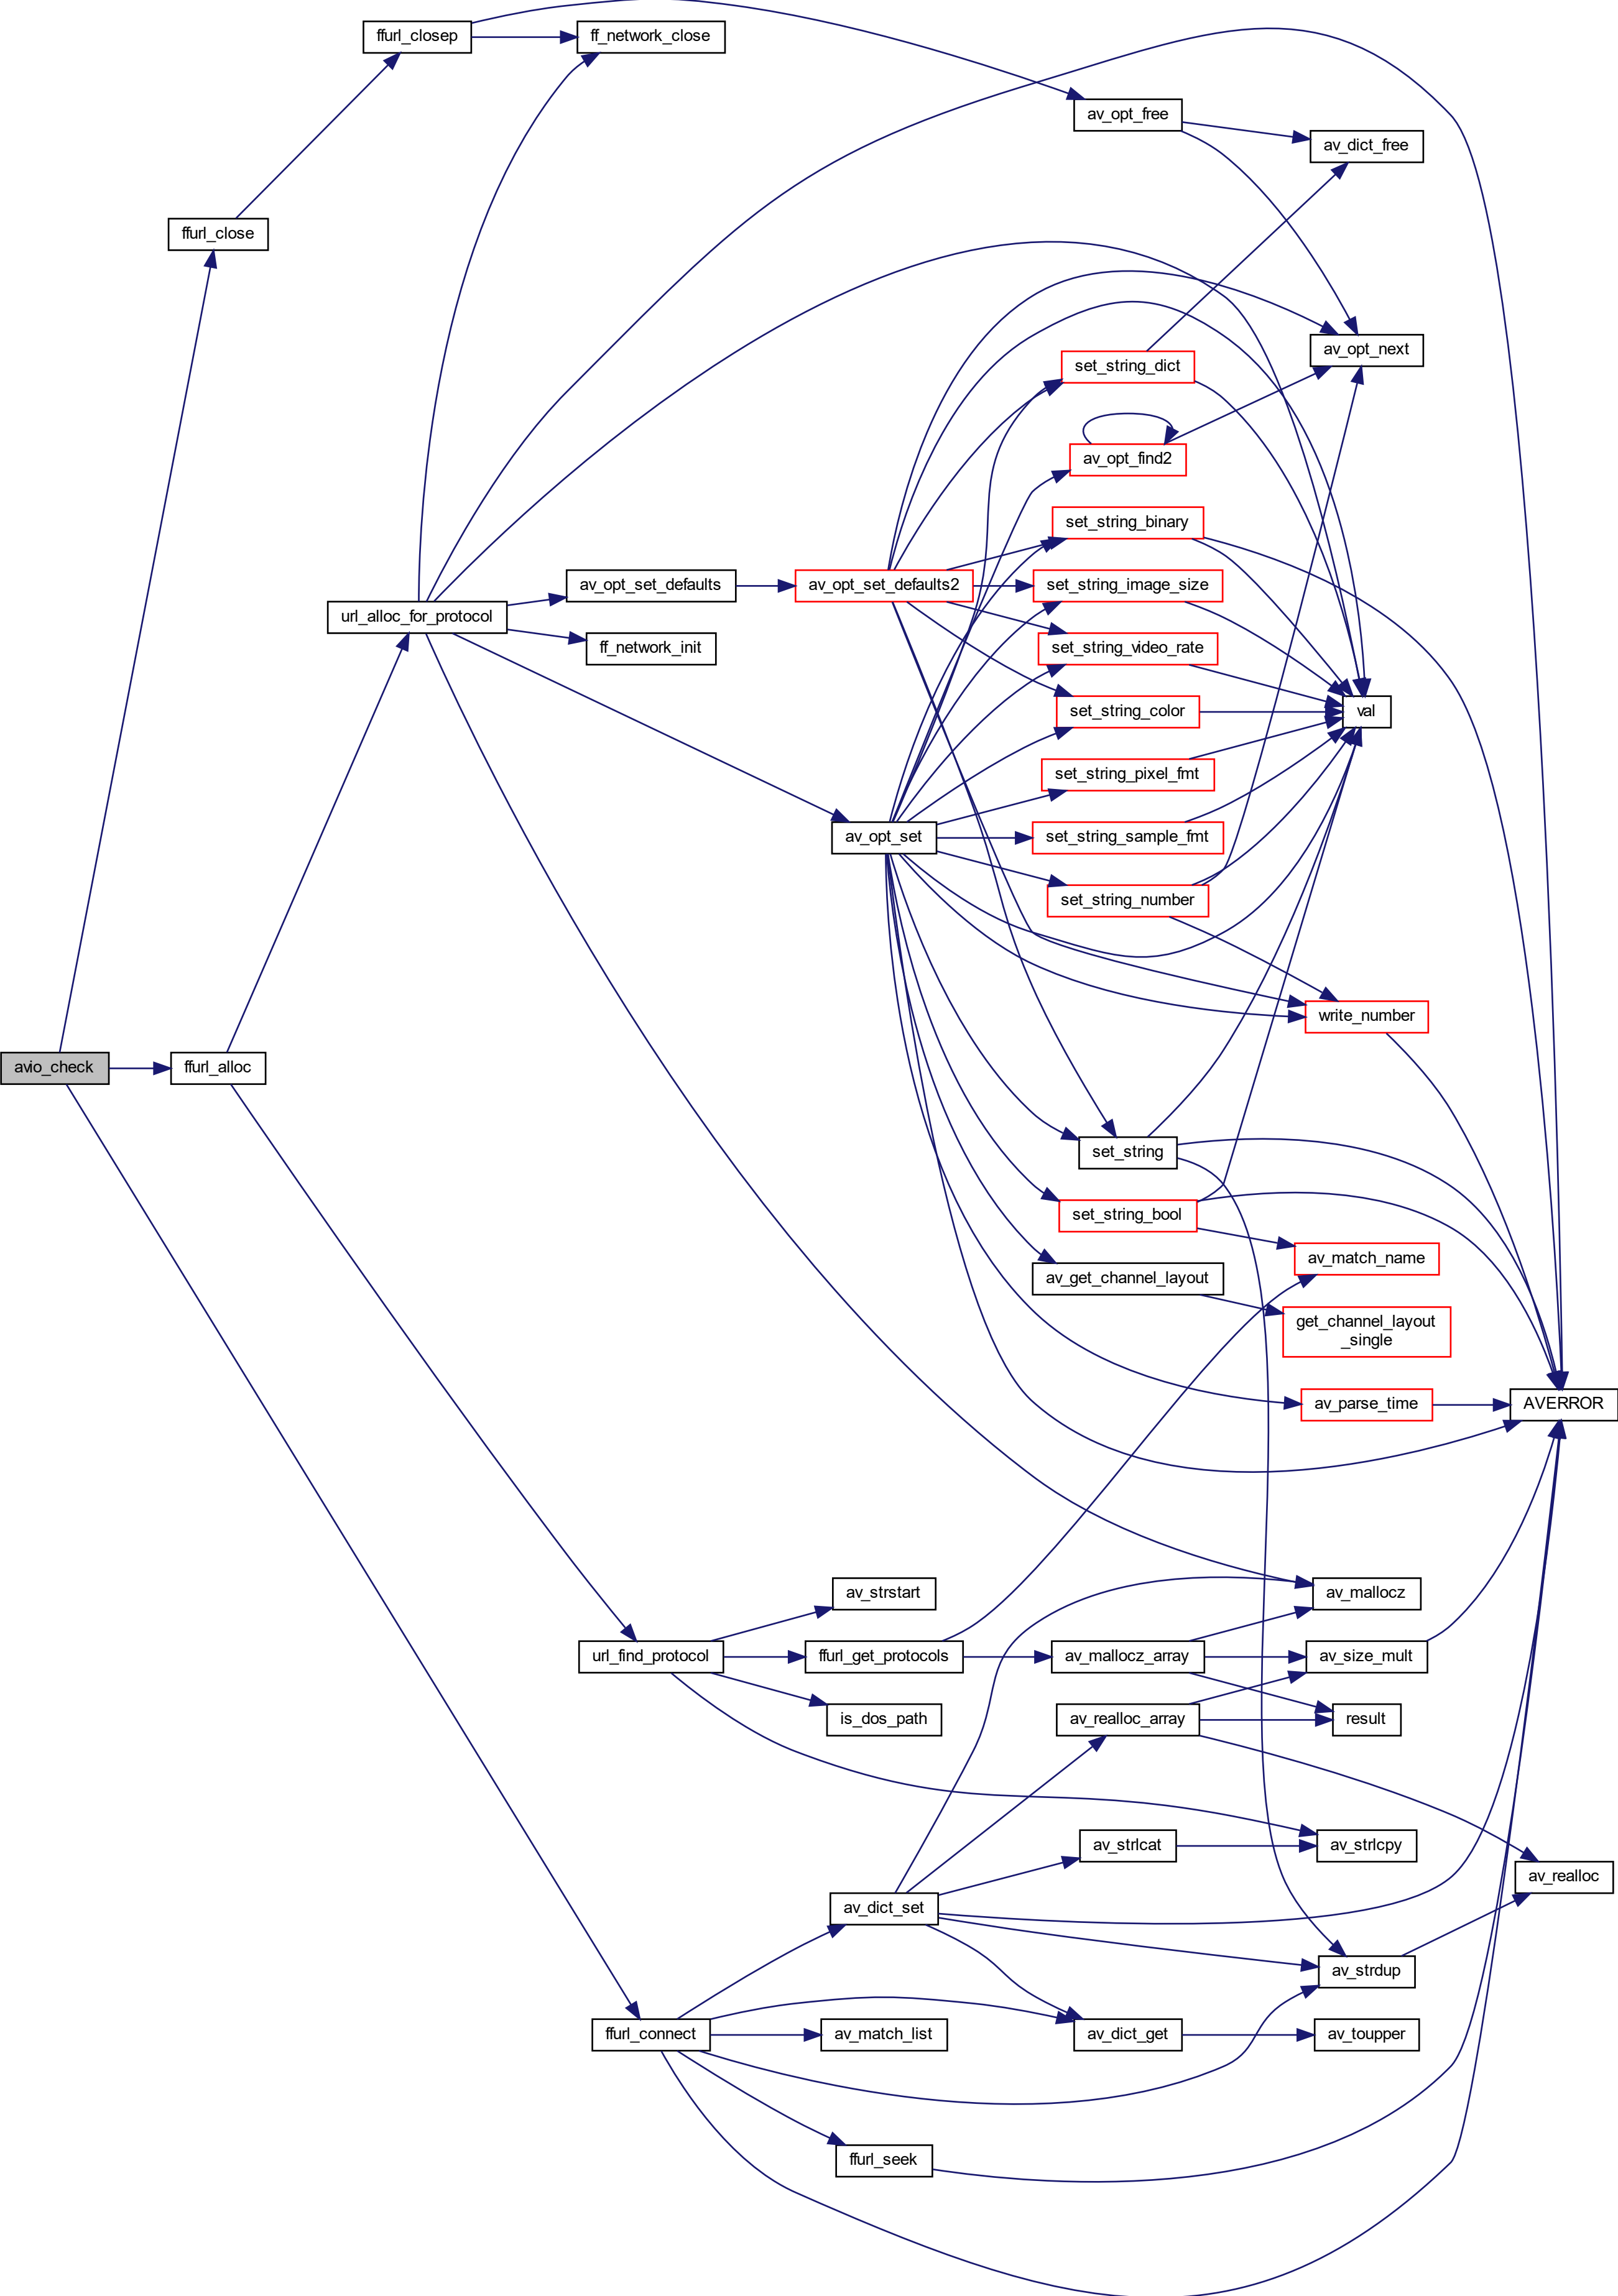 ffurl_closep
ff_network_close
av_opt_free
av_dict_free
ffurl_close
av_opt_next
set_string_dict
av_opt_find2
set_string_binary
av_opt_set_defaults
av_opt_set_defaults2
set_string_image_size
url_alloc_for_protocol
ff_network_init
set_string_video_rate
set_string_color
val
set_string_pixel_fmt
av_opt_set
set_string_sample_fmt
set_string_number
write_number
avio_check
ffurl_alloc
set_string
set_string_bool
av_match_name
av_get_channel_layout
get_channel_layout
_single
av_parse_time
AVERROR
av_strstart
av_mallocz
url_find_protocol
ffurl_get_protocols
av_mallocz_array
av_size_mult
is_dos_path
av_realloc_array
result
av_strlcat
av_strlcpy
av_realloc
av_dict_set
av_strdup
ffurl_connect
av_match_list
av_dict_get
av_toupper
ffurl_seek